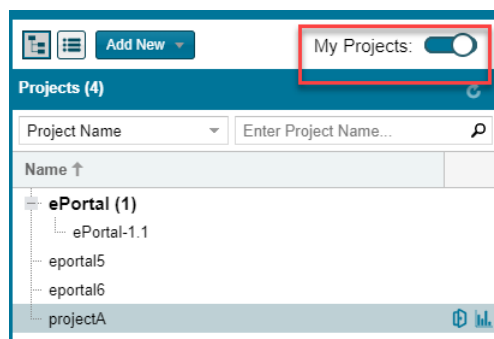 Add New My Projects:
Projects (4)
Project Name Enter Project Name...
Name
ePortal (1)
ePortal-1.1
eportal5
eportal6
projectA